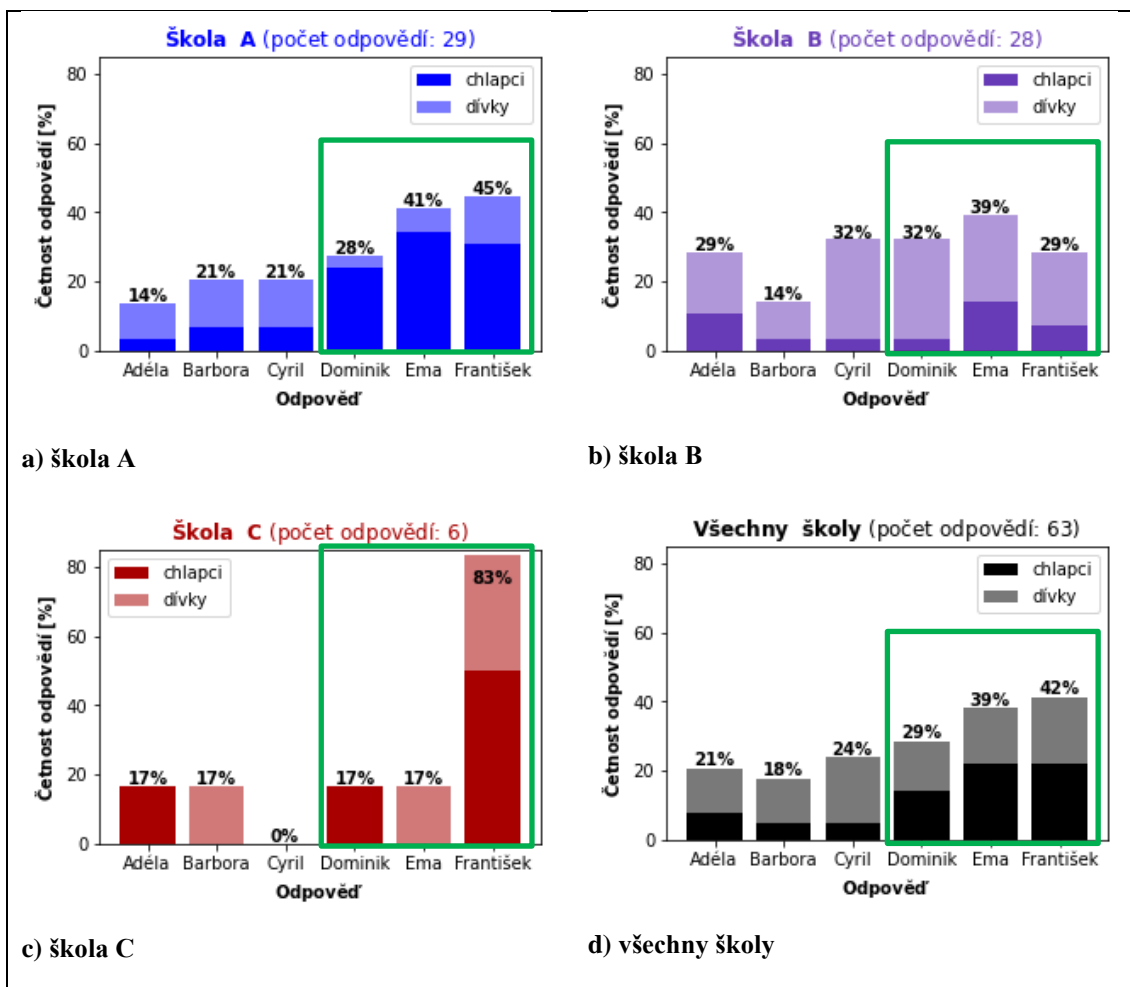 Škola A (počet odpovědí: 29)
chlapci
dívky
Četnost odpovědí [%]
80
60
40
20
0
14%
21%
21%
28%
41%
45%
Adéla Barbora Cyril Dominik Ema František
Odpověď
a) škola A
Škola B (počet odpovědí: 28)
chlapci
dívky
Četnost odpovědí [%]
80
60
40
20
0
29%
14%
32%
32%
39%
29%
Adéla Barbora Cyril Dominik Ema František
Odpověď
b) škola B
Škola C (počet odpovědí: 6)
chlapci
dívky
Četnost odpovědí [%]
80
60
40
20
0
17%
17%
0%
17%
17%
83%
Adéla Barbora Cyril Dominik Ema František
Odpověď
c) škola C
Všechny školy (počet odpovědí: 63)
chlapci
dívky
Četnost odpovědí [%]
80
60
40
20
0
21%
18%
24%
29%
39%
42%
Adéla Barbora Cyril Dominik Ema František
Odpověď
d) všechny školy